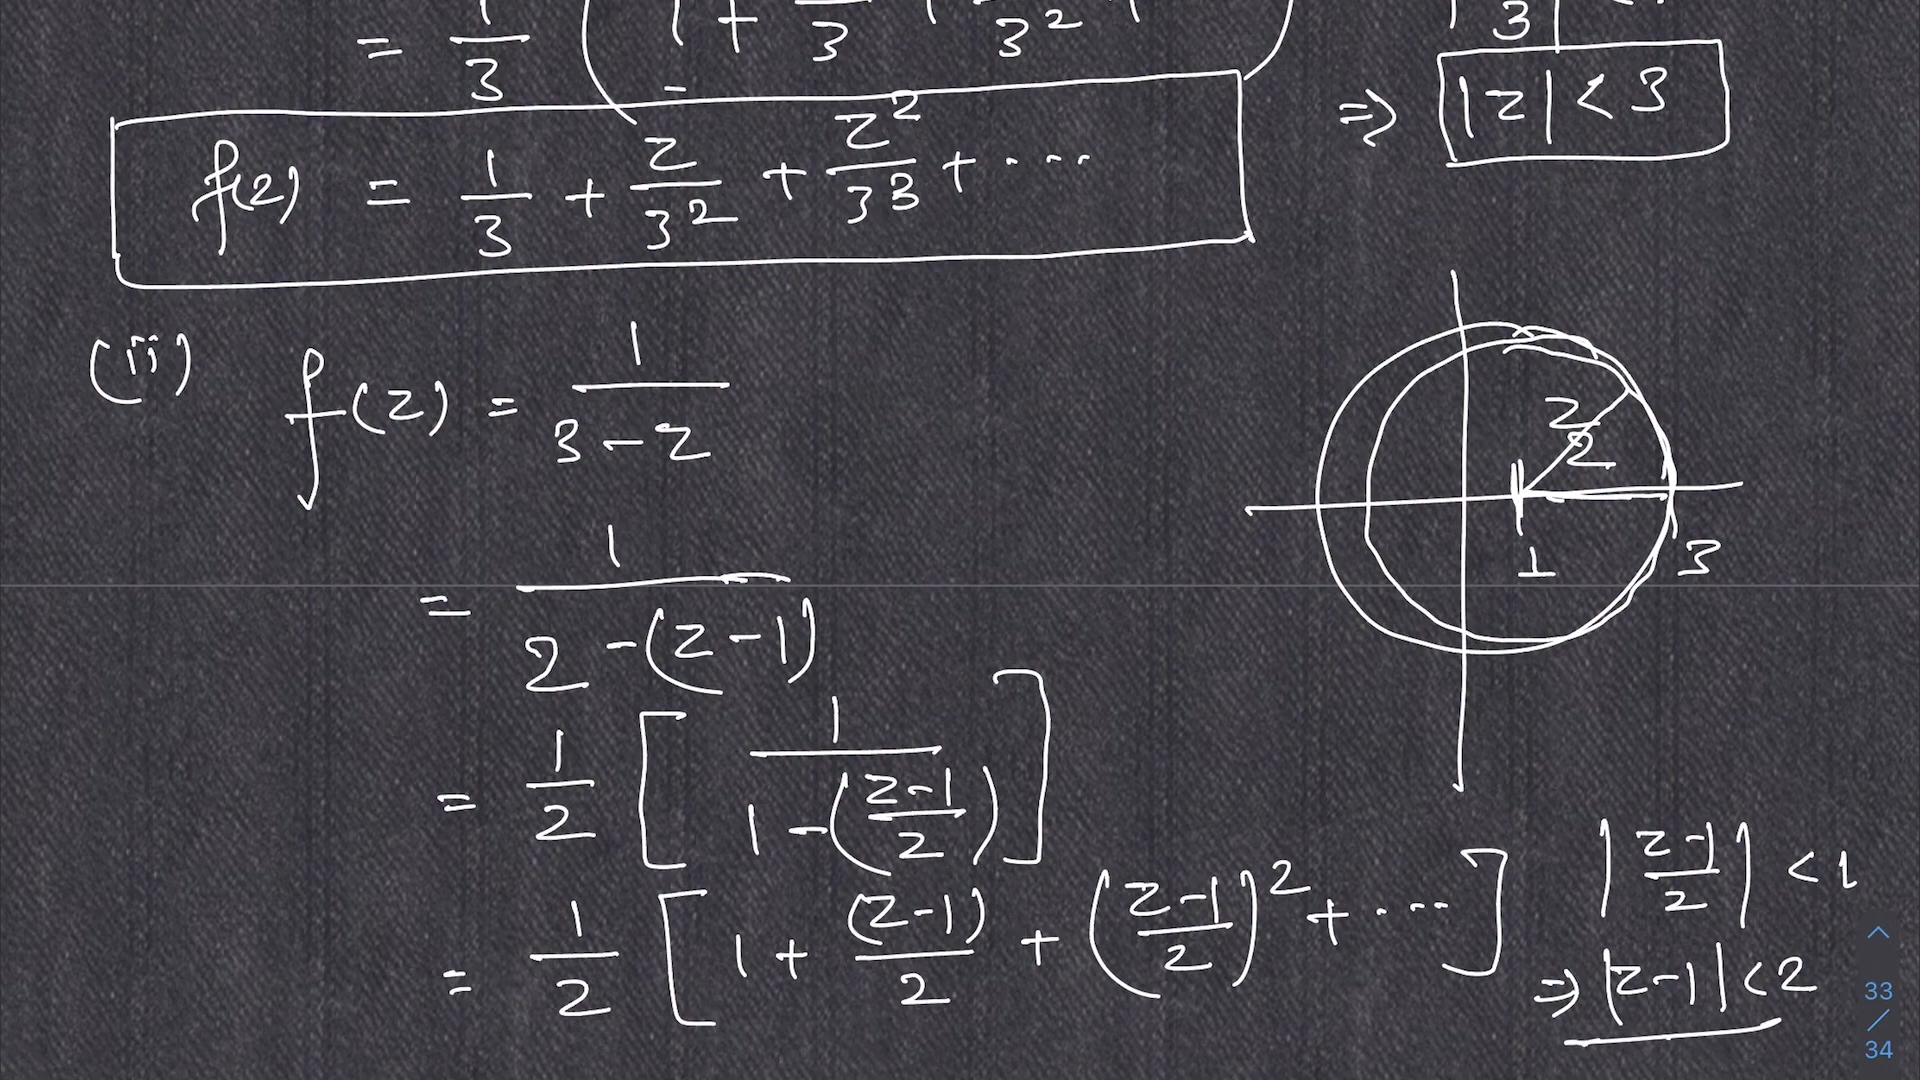 = 1/3 ( 1 + /3 + /3² +
|/3| <
⇒ |z| < 3
f(z) = 1/3 + z/3² + z²/3³ + ....
(ii) f(z) = 1/(3-z)
z
2
1
3
= 1/(2-(z-1))
= 1/2 [ 1/(1-((z-1)/2)) ]
= 1/2 [ 1 + (z-1)/2 + ((z-1)/2)² + .... ]
|(z-1)/2| < 1
⇒ |z-1| < 2
33
/
34